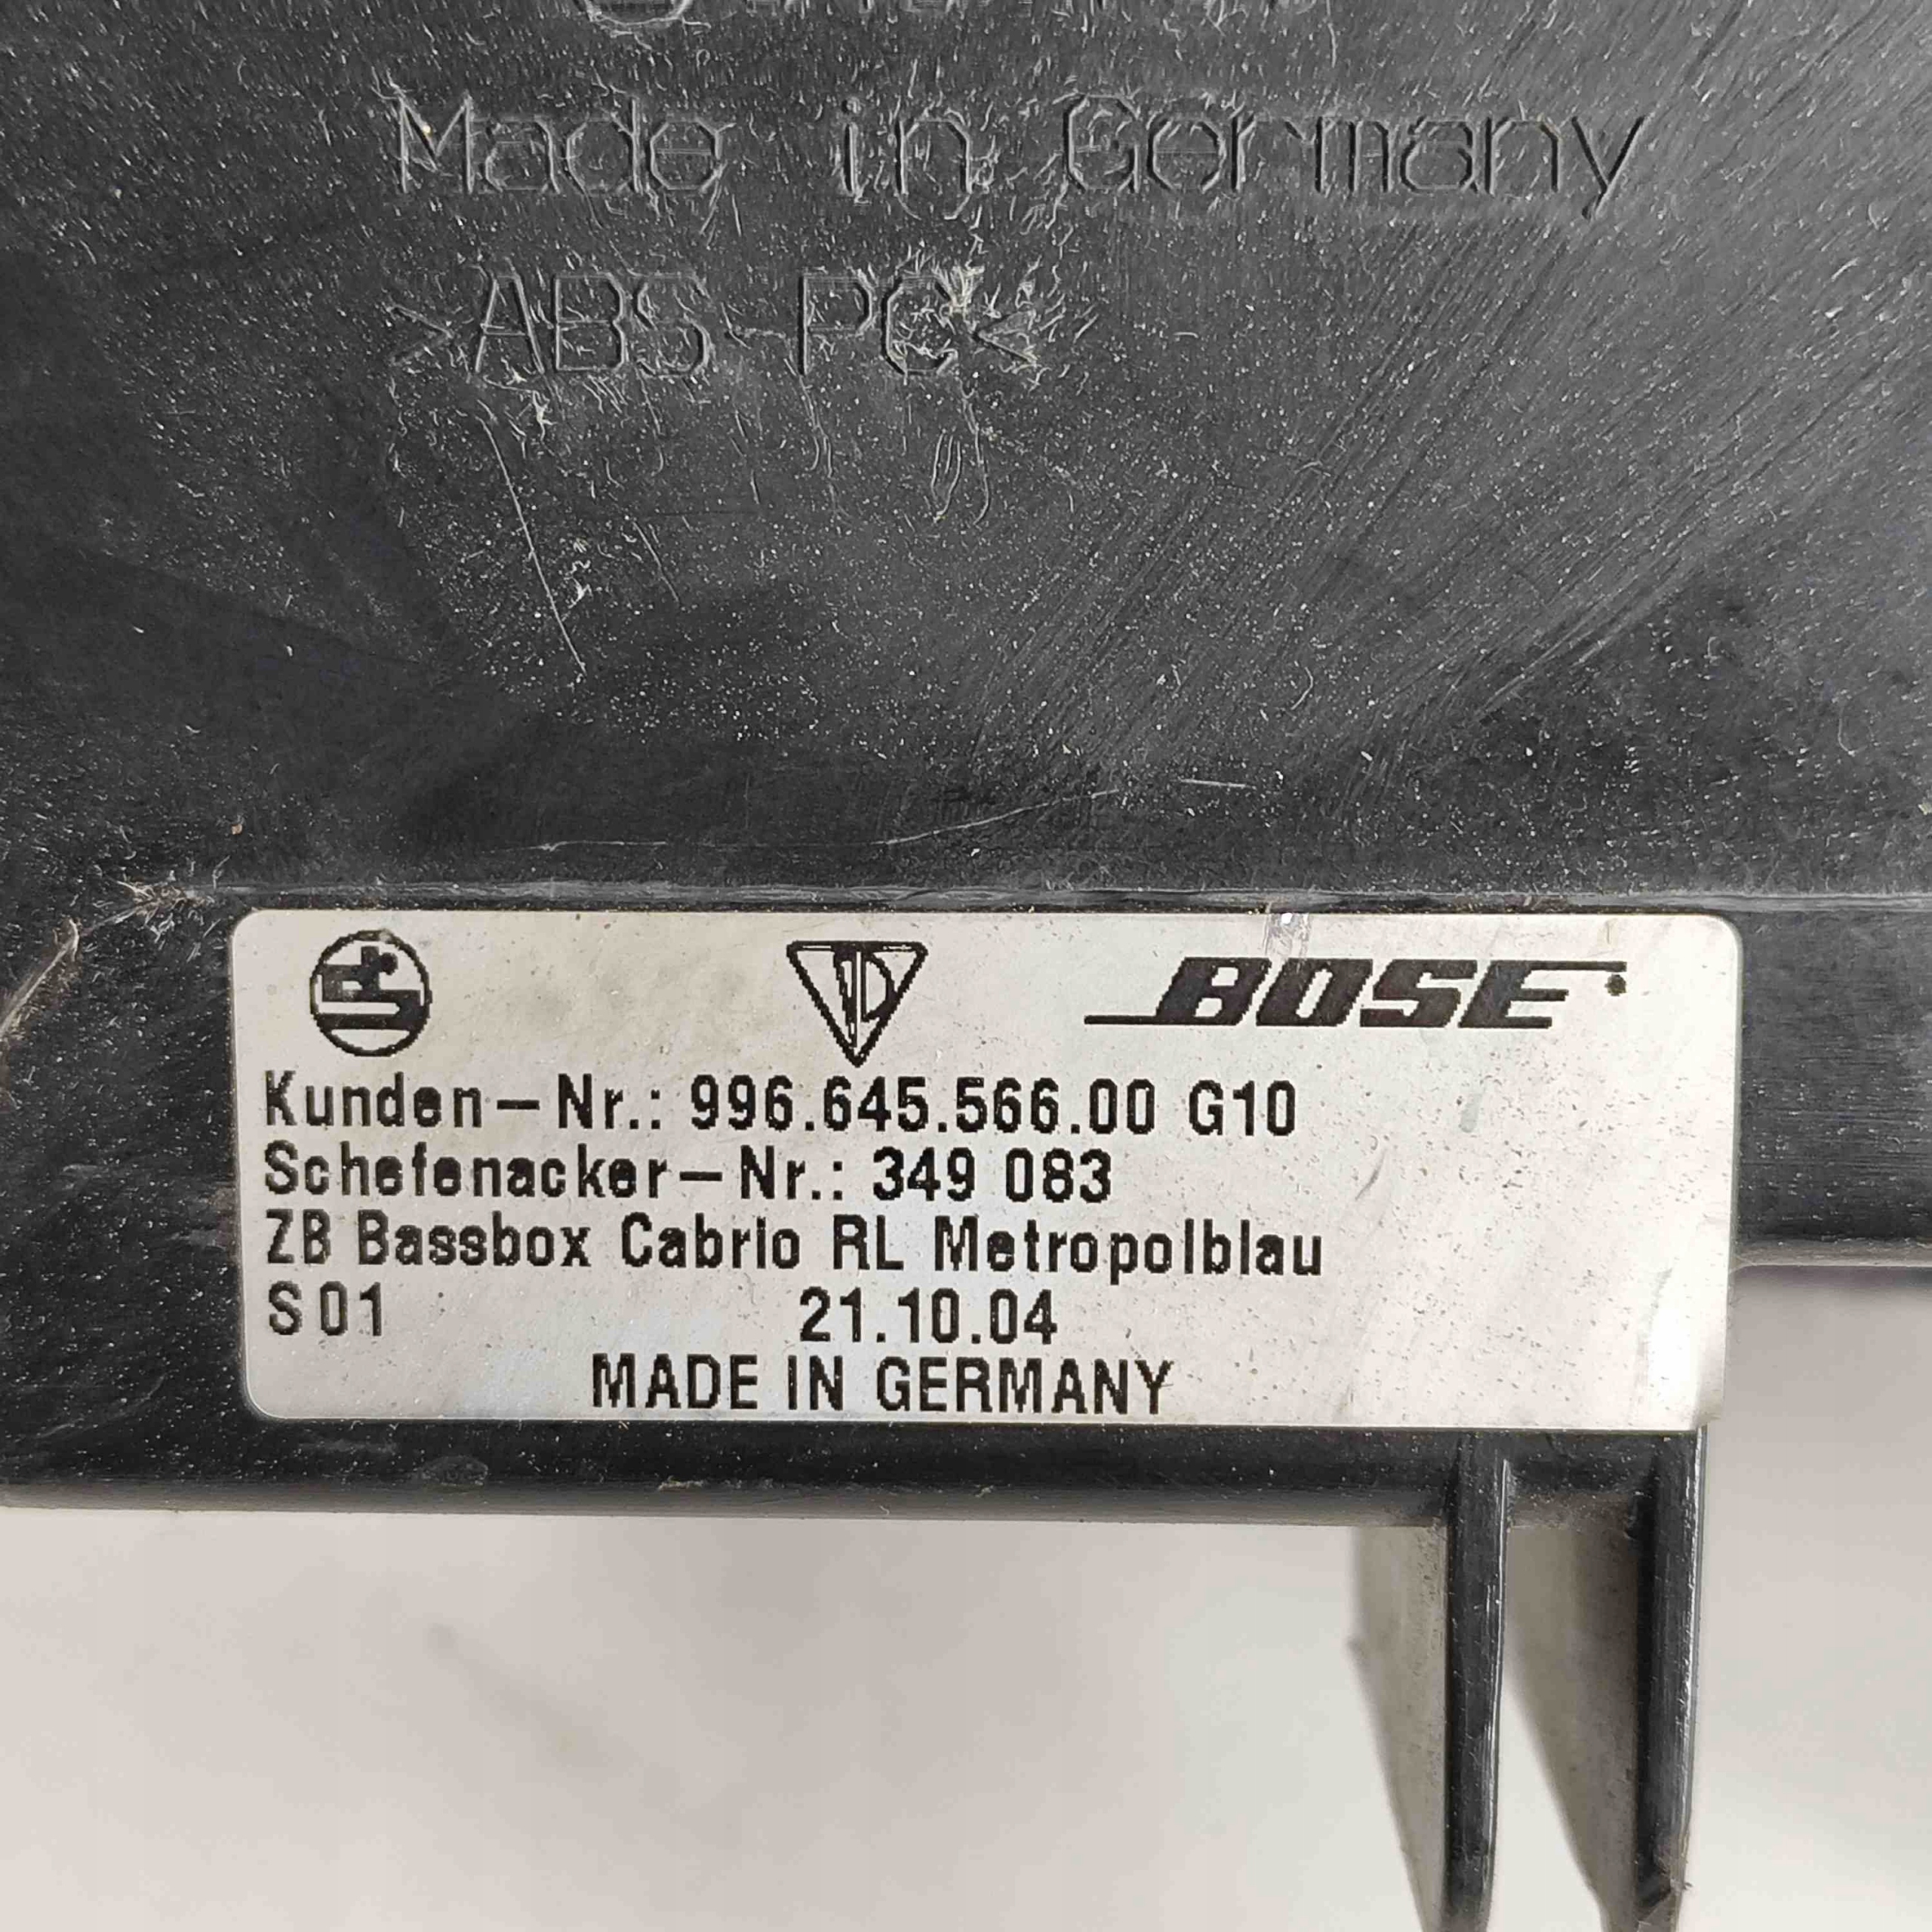 Made in Germany
>ABS-PC<
BOSE
Kunden-Nr.: 996.645.566.00 G10
Schefenacker-Nr.: 349 083
ZB Bassbox Cabrio RL Metropolblau
S01 21.10.04
MADE IN GERMANY